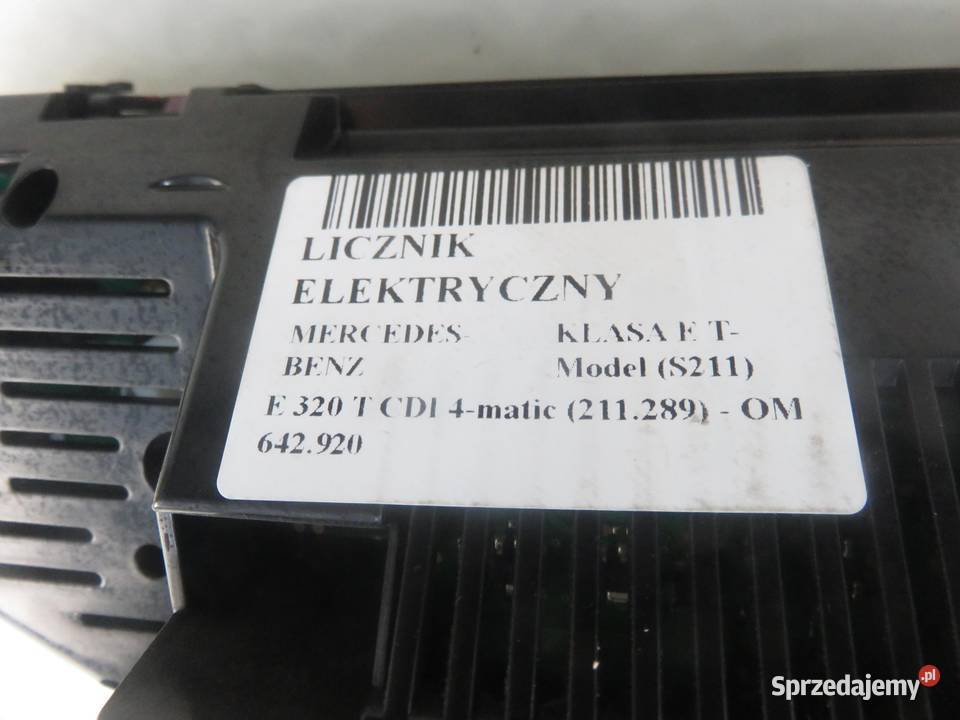 LICZNIK
ELEKTRYCZNY
MERCEDES- KLASA E T-
BENZ Model (S211)
E 320 T CDI 4-matic (211.289) - OM
642.920
Sprzedajemy.pl